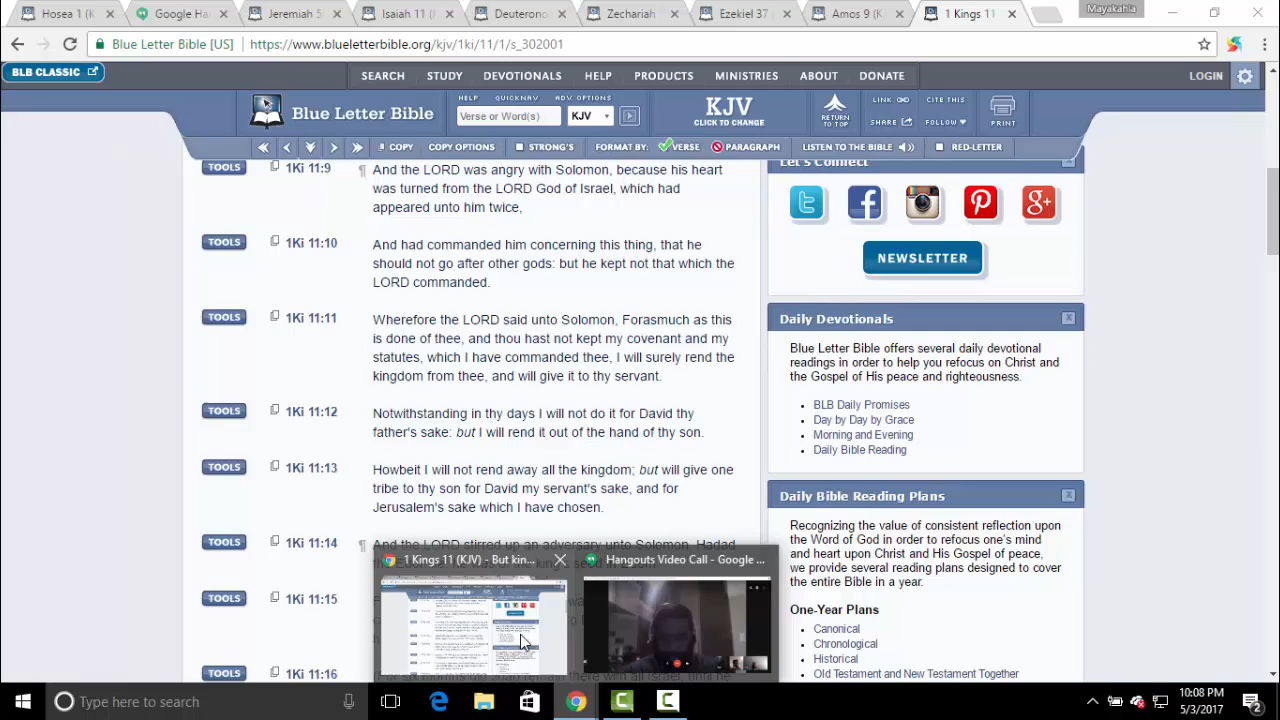 Hosea 1 (
Google Ha
Jeremiah 5
Isaiah 11 (
Deuterono
Zechariah
Ezekiel 37
Amos 9 (K
1 Kings 11
Mayakahla
Blue Letter Bible [US]
https://www.blueletterbible.org/kjv/1ki/11/1/s_302001
BLB CLASSIC
SEARCH STUDY DEVOTIONALS HELP PRODUCTS MINISTRIES ABOUT DONATE
LOGIN
Blue Letter Bible
HELP QUICKNAV ADV. OPTIONS
Verse or Word(s)
KJV
KJV
CLICK TO CHANGE
RETURN
TO TOP
LINK CITE THIS
SHARE FOLLOW
PRINT
COPY COPY OPTIONS STRONG'S FORMAT BY: VERSE PARAGRAPH LISTEN TO THE BIBLE RED-LETTER
TOOLS 1Ki 11:9 ¶ And the LORD was angry with Solomon, because his heart
was turned from the LORD God of Israel, which had
appeared unto him twice,
TOOLS 1Ki 11:10 And had commanded him concerning this thing, that he
should not go after other gods: but he kept not that which the
LORD commanded.
TOOLS 1Ki 11:11 Wherefore the LORD said unto Solomon, Forasmuch as this
is done of thee, and thou hast not kept my covenant and my
statutes, which I have commanded thee, I will surely rend the
kingdom from thee, and will give it to thy servant.
TOOLS 1Ki 11:12 Notwithstanding in thy days I will not do it for David thy
father's sake: but I will rend it out of the hand of thy son.
TOOLS 1Ki 11:13 Howbeit I will not rend away all the kingdom; but will give one
tribe to thy son for David my servant's sake, and for
Jerusalem's sake which I have chosen.
TOOLS 1Ki 11:14 ¶ And the LORD stirred up an adversary unto Solomon, Hadad
TOOLS 1Ki 11:15
TOOLS 1Ki 11:16
there with all Israel, until he
Let's Connect
NEWSLETTER
Daily Devotionals
Blue Letter Bible offers several daily devotional
readings in order to help you refocus on Christ and
the Gospel of His peace and righteousness.
BLB Daily Promises
Day by Day by Grace
Morning and Evening
Daily Bible Reading
Daily Bible Reading Plans
Recognizing the value of consistent reflection upon
the Word of God in order to refocus one's mind
and heart upon Christ and His Gospel of peace,
we provide several reading plans designed to cover
the entire Bible in a year.
One-Year Plans
Canonical
Chronological
Historical
Old Testament and New Testament Together
1 Kings 11 (KJV) - But kin...
Hangouts Video Call - Google ...
Type here to search
10:08 PM
5/3/2017
2